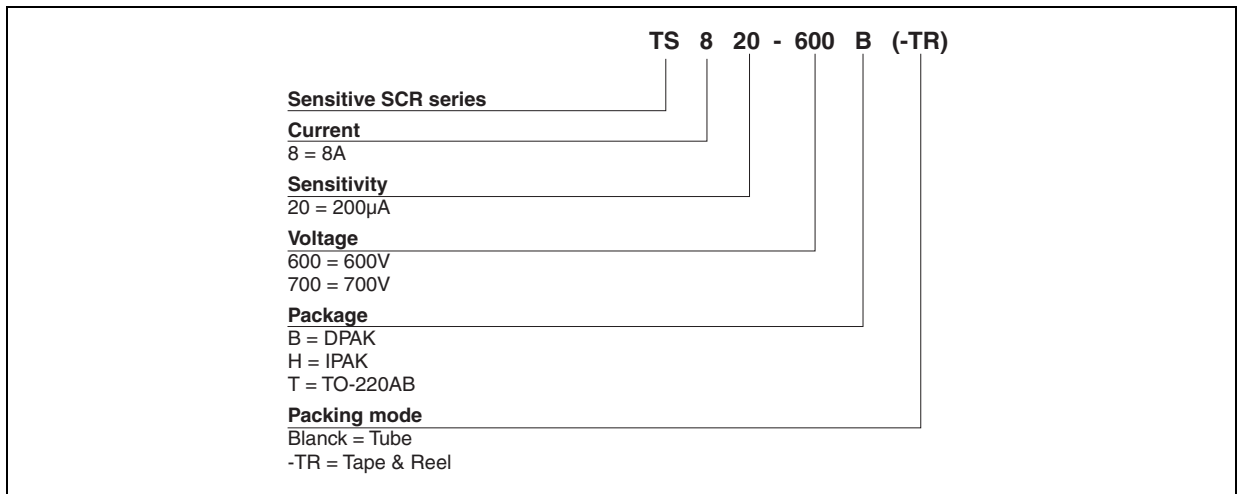 TS 8 20 - 600 B (-TR)
Sensitive SCR series
Current
8 = 8A
Sensitivity
20 = 200µA
Voltage
600 = 600V
700 = 700V
Package
B = DPAK
H = IPAK
T = TO-220AB
Packing mode
Blanck = Tube
-TR = Tape & Reel